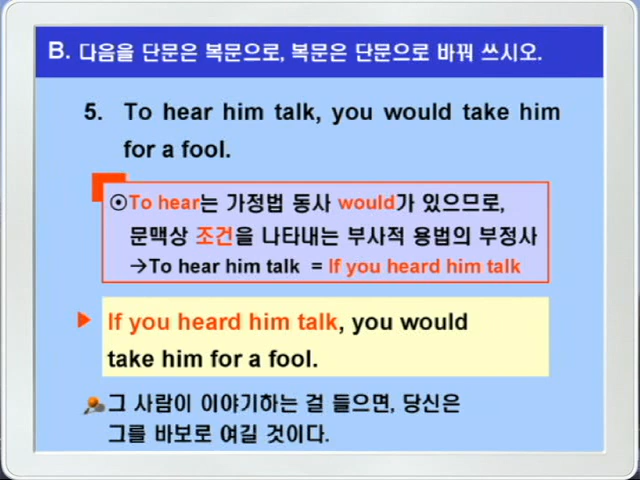 B. 다음을 단문은 복문으로, 복문은 단문으로 바꿔 쓰시오.
5. To hear him talk, you would take him
for a fool.
⊙To hear는 가정법 동사 would가 있으므로,
문맥상 조건을 나타내는 부사적 용법의 부정사
→To hear him talk = If you heard him talk
▶ If you heard him talk, you would
take him for a fool.
그 사람이 이야기하는 걸 들으면, 당신은
그를 바보로 여길 것이다.